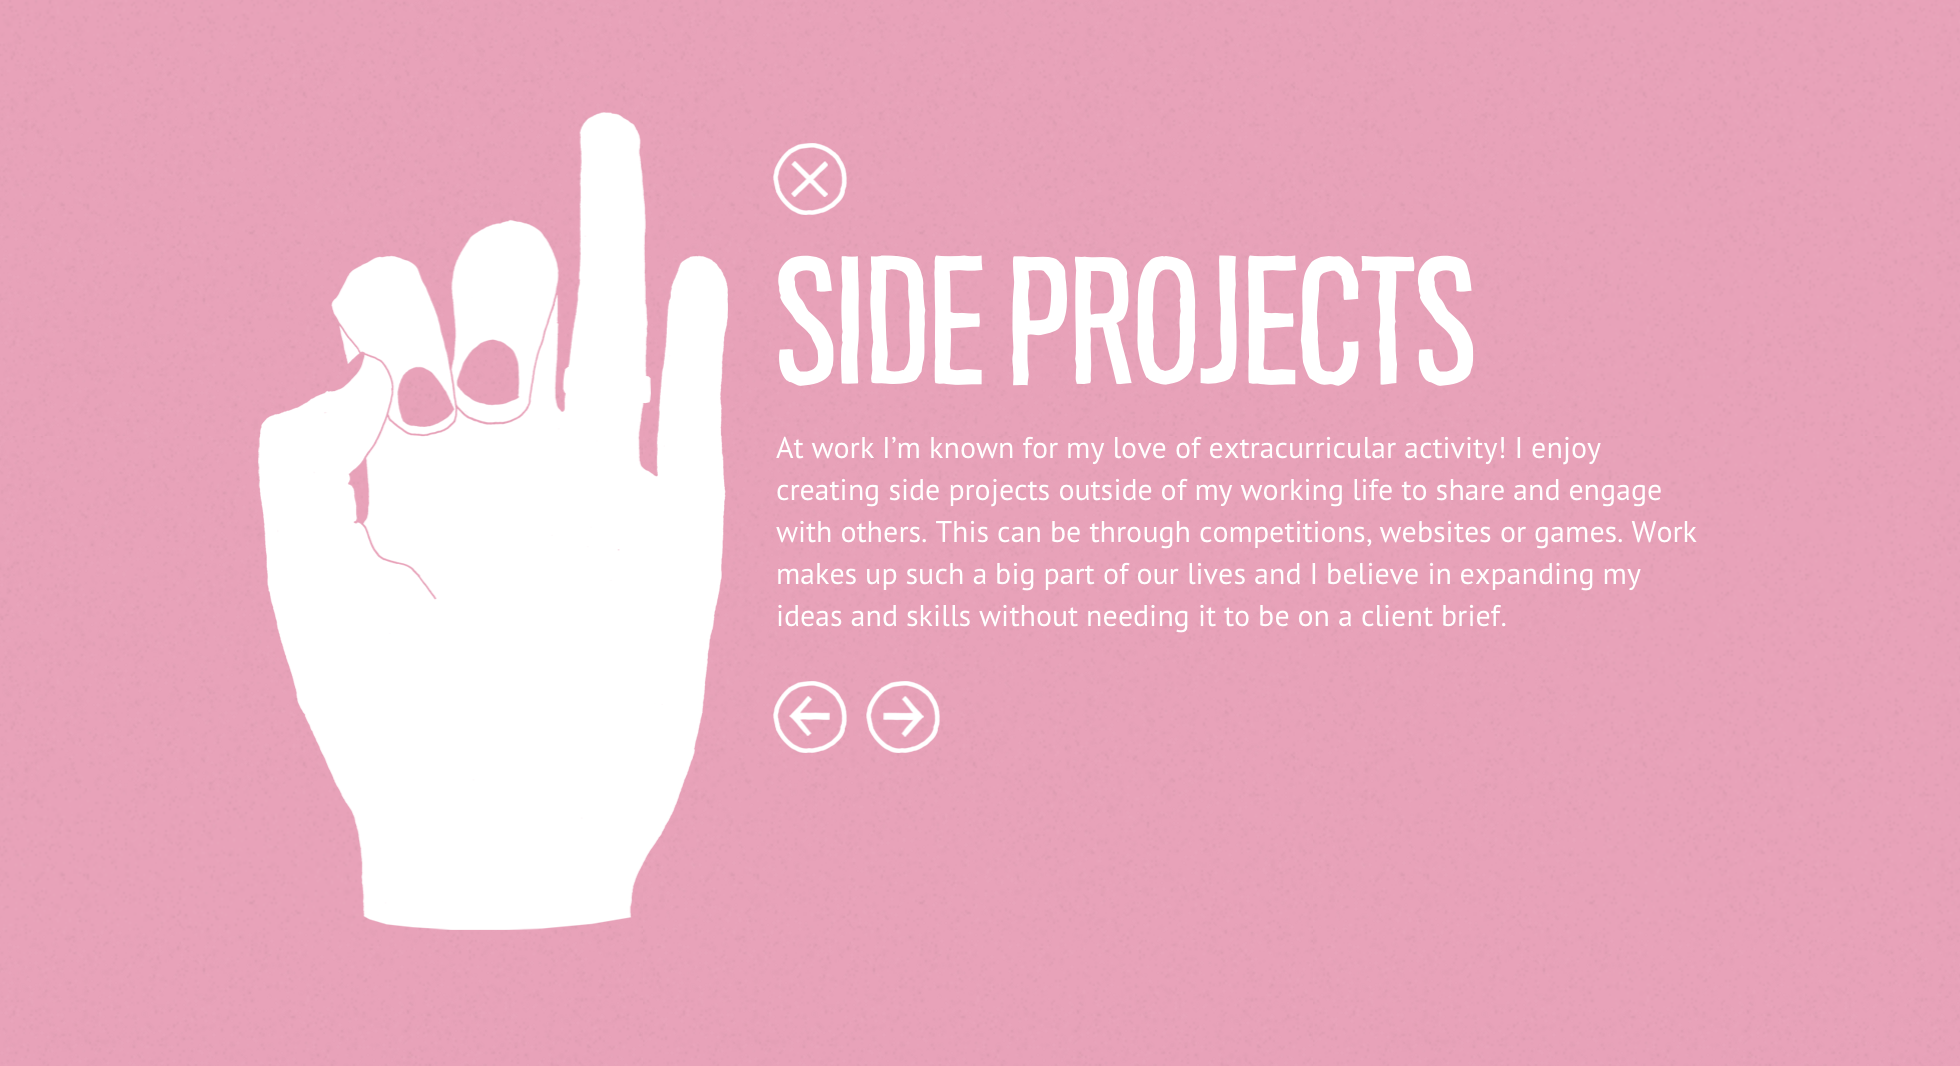 SIDE PROJECTS
At work I’m known for my love of extracurricular activity! I enjoy
creating side projects outside of my working life to share and engage
with others. This can be through competitions, websites or games. Work
makes up such a big part of our lives and I believe in expanding my
ideas and skills without needing it to be on a client brief.